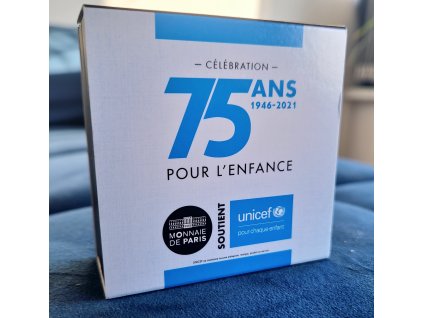 – CÉLÉBRATION –
75 ANS
1946-2021
POUR L'ENFANCE
MONNAIE
DE PARIS
SOUTIENT
unicef
pour chaque enfant